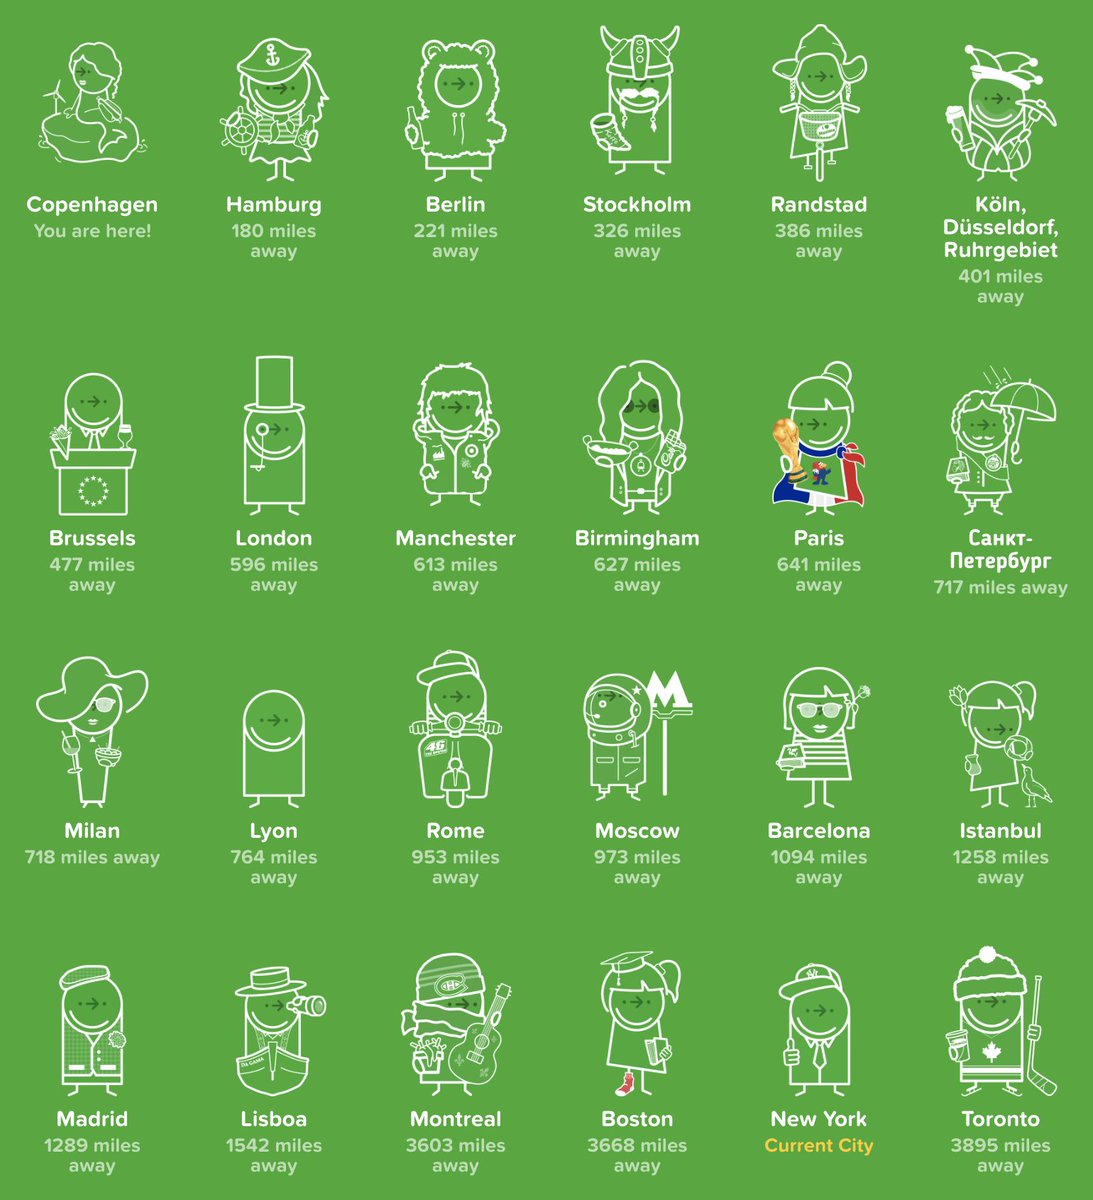 Copenhagen
You are here!
Hamburg
180 miles
away
Berlin
221 miles
away
Stockholm
326 miles
away
Randstad
386 miles
away
Köln,
Düsseldorf,
Ruhrgebiet
401 miles
away
Brussels
477 miles
away
London
596 miles
away
Manchester
613 miles
away
Birmingham
627 miles
away
Paris
641 miles
away
Санкт-
Петербург
717 miles away
Milan
718 miles away
Lyon
764 miles
away
46
Rome
953 miles
away
Moscow
973 miles
away
Barcelona
1094 miles
away
Istanbul
1258 miles
away
Madrid
1289 miles
away
Lisboa
1542 miles
away
Montreal
3603 miles
away
Boston
3668 miles
away
New York
Current City
Toronto
3895 miles
away